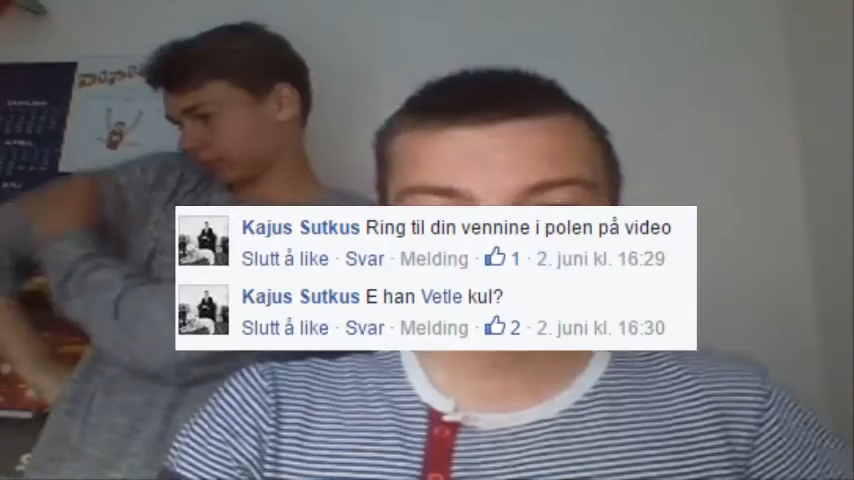 Kajus Sutkus Ring til din vennine i polen på video
Slutt å like · Svar · Melding · 1 · 2. juni kl. 16:29
Kajus Sutkus E han Vetle kul?
Slutt å like · Svar · Melding · 2 · 2. juni kl. 16:30